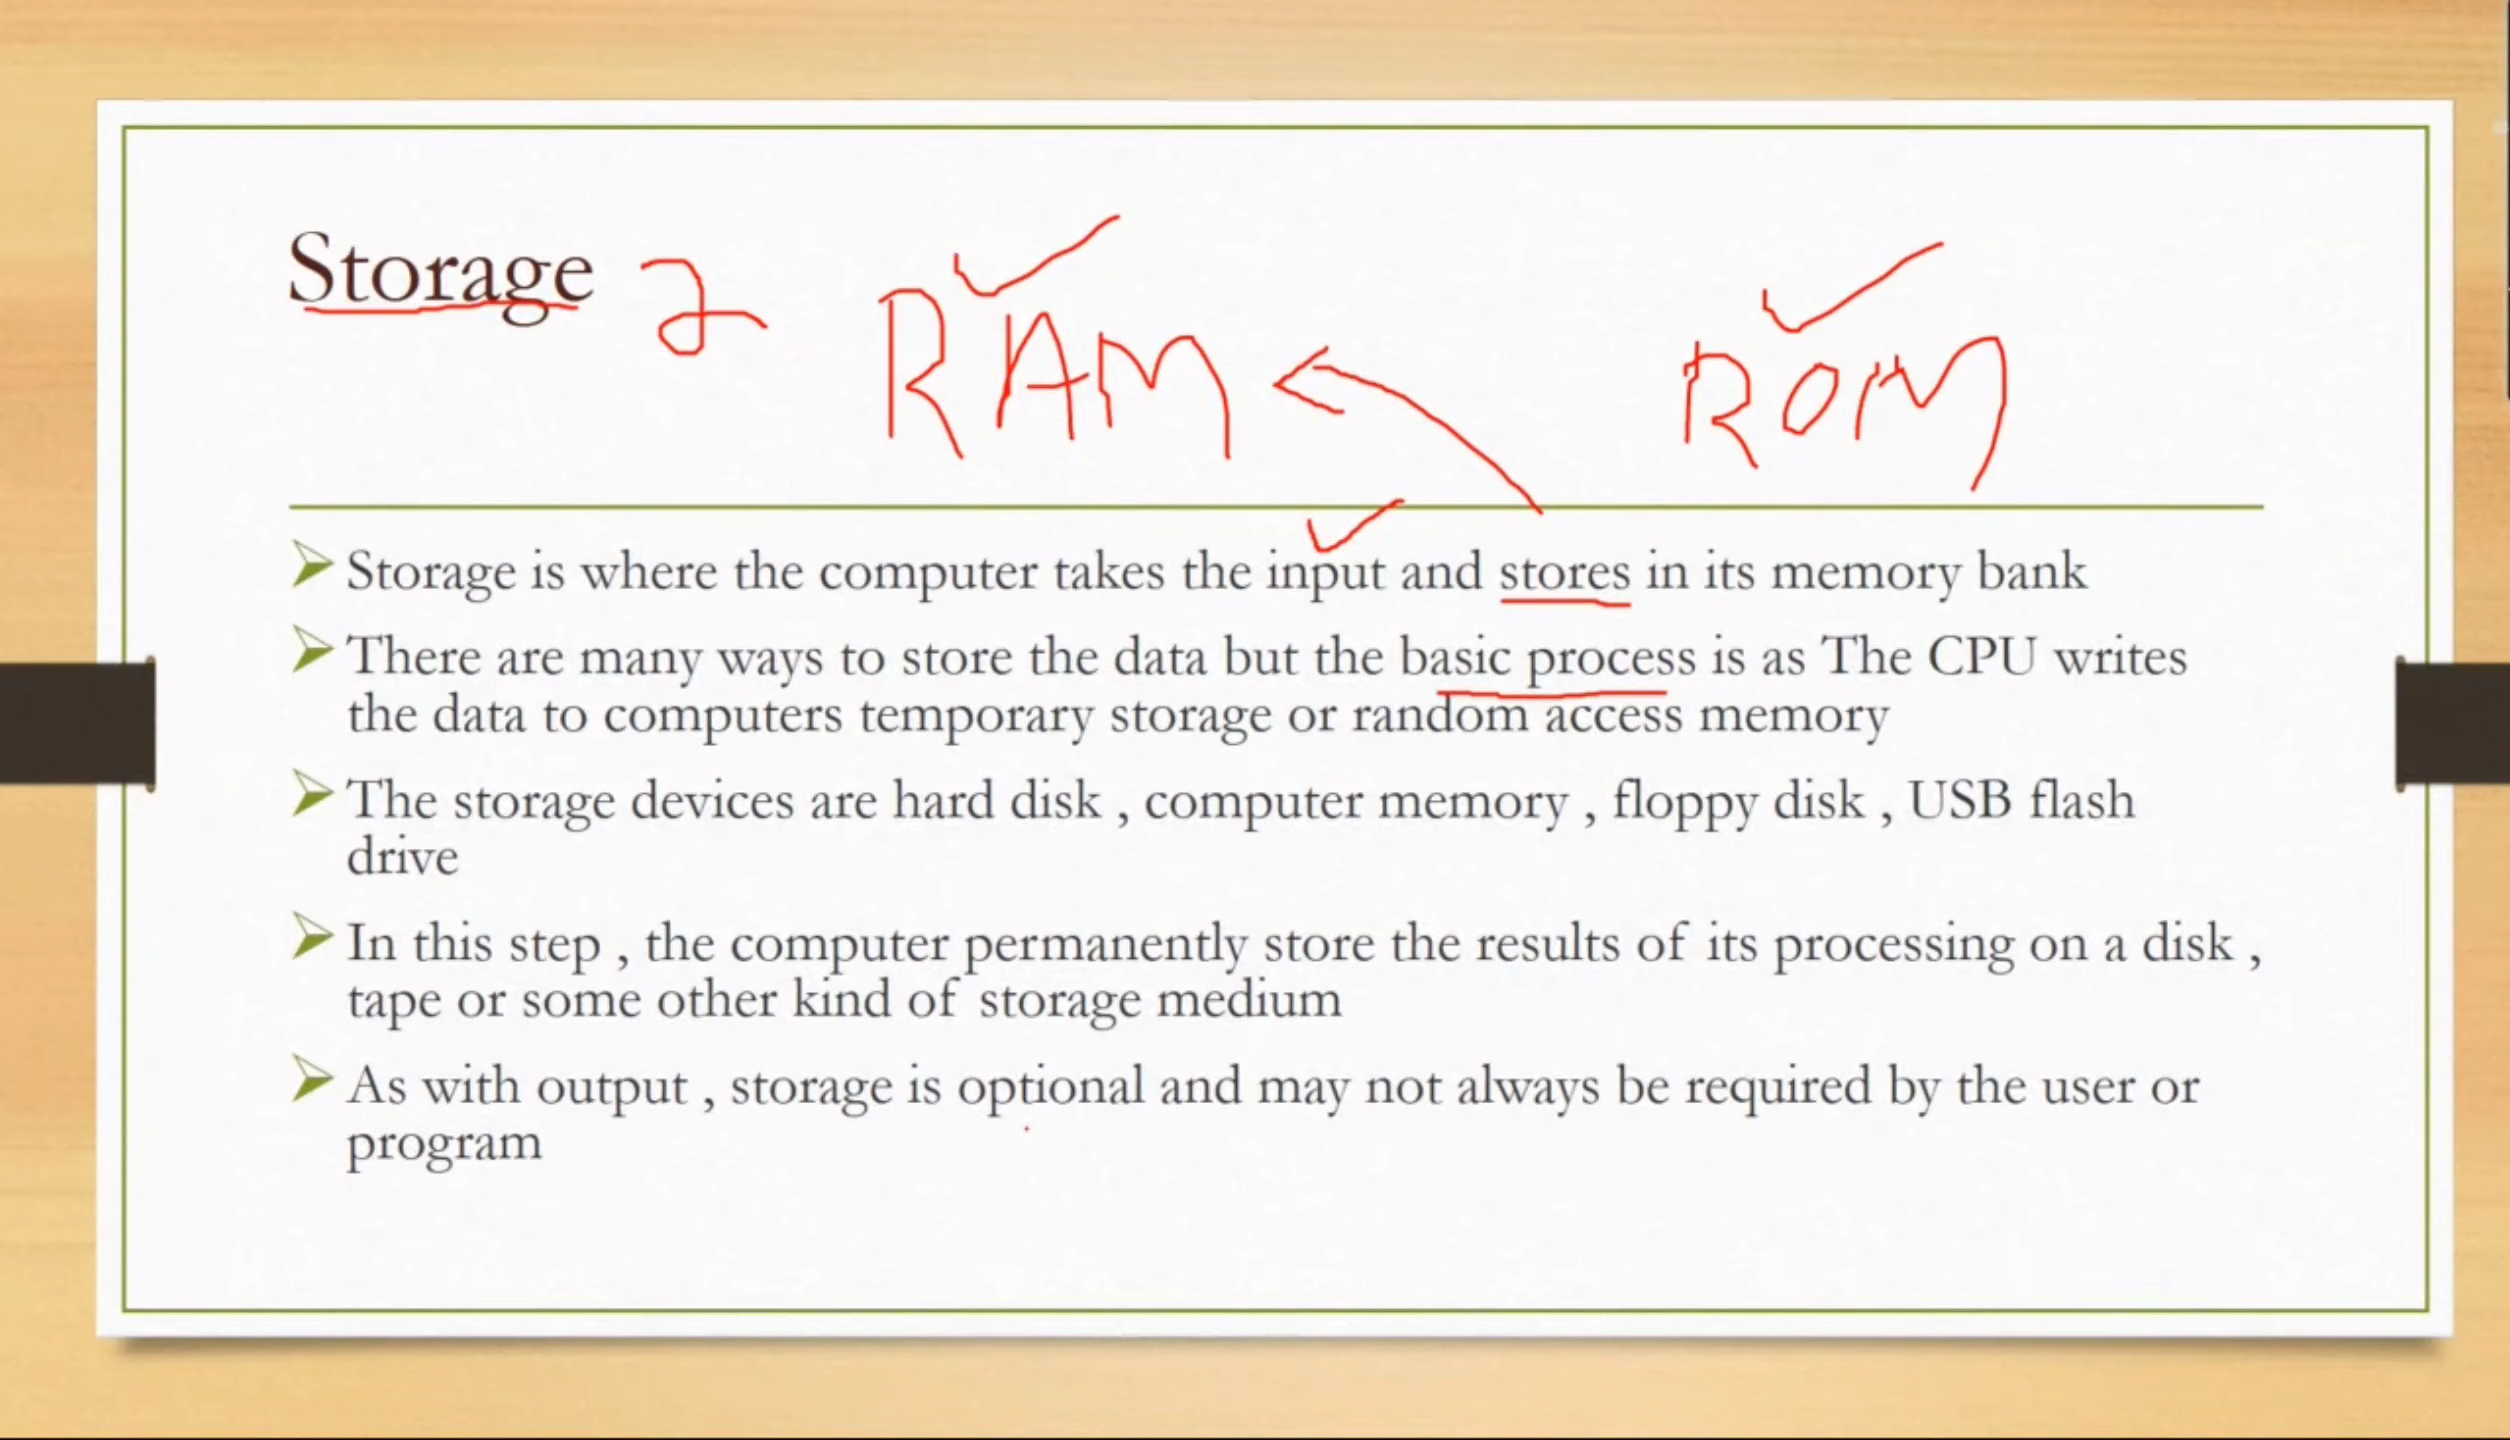 Storage 2 RAM ROM
Storage is where the computer takes the input and stores in its memory bank
There are many ways to store the data but the basic process is as The CPU writes
the data to computers temporary storage or random access memory
The storage devices are hard disk , computer memory , floppy disk , USB flash
drive
In this step , the computer permanently store the results of its processing on a disk ,
tape or some other kind of storage medium
As with output , storage is optional and may not always be required by the user or
program